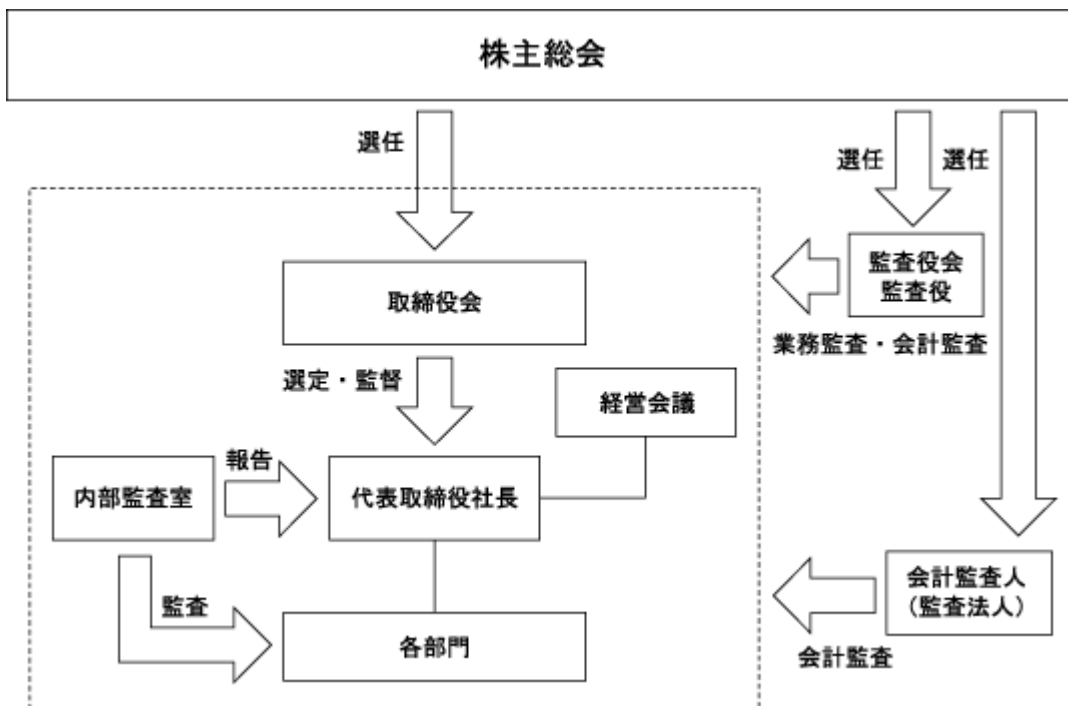 株主総会
選任
選任
選任
監査役会
監査役
取締役会
業務監査・会計監査
選定・監督
経営会議
報告
内部監査室
代表取締役社長
会計監査人
（監査法人）
監査
各部門
会計監査